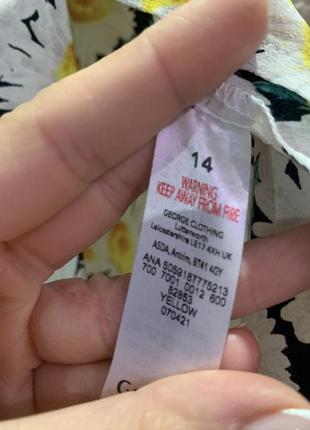 14
WARNING
KEEP AWAY FROM FIRE
GEORGE CLOTHING
Lutterworth
Leicestershire LE17 4XH UK
ASDA, Antrim, BT41 4GY
ANA 5059187775213
700 7001 0012 600
82853
YELLOW
070421